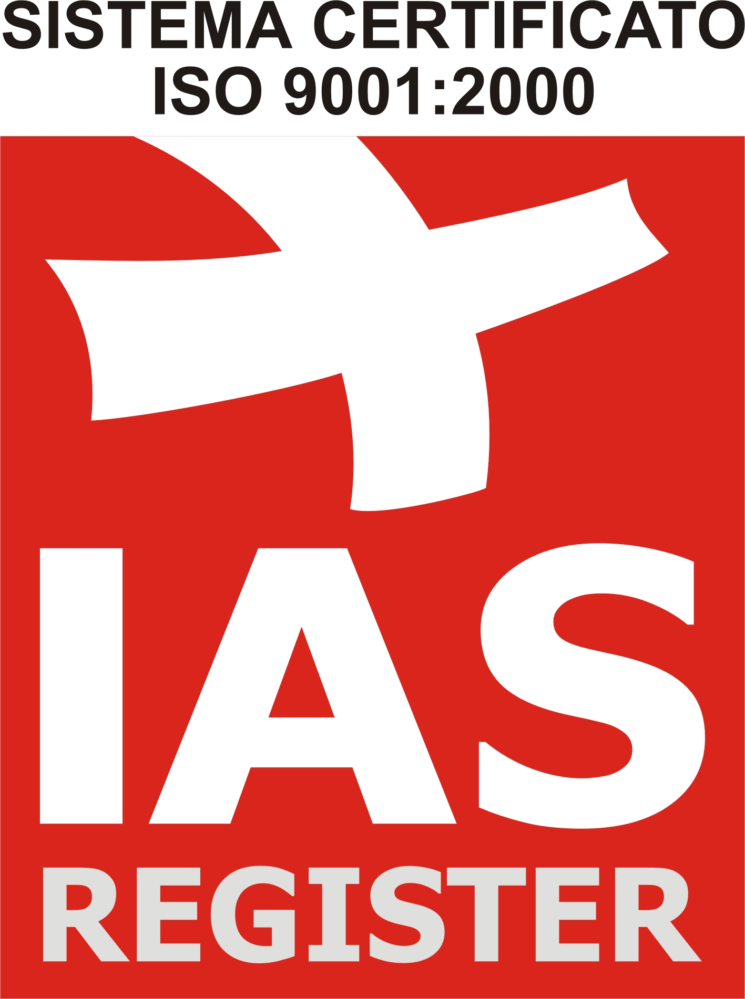 SISTEMA CERTIFICATO
ISO 9001:2000
IAS
REGISTER